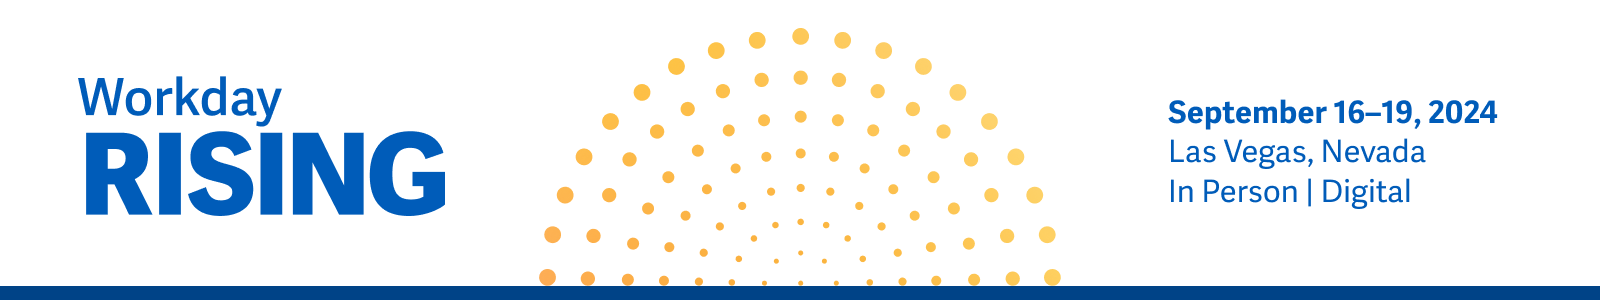 Workday
RISING
September 16–19, 2024
Las Vegas, Nevada
In Person | Digital